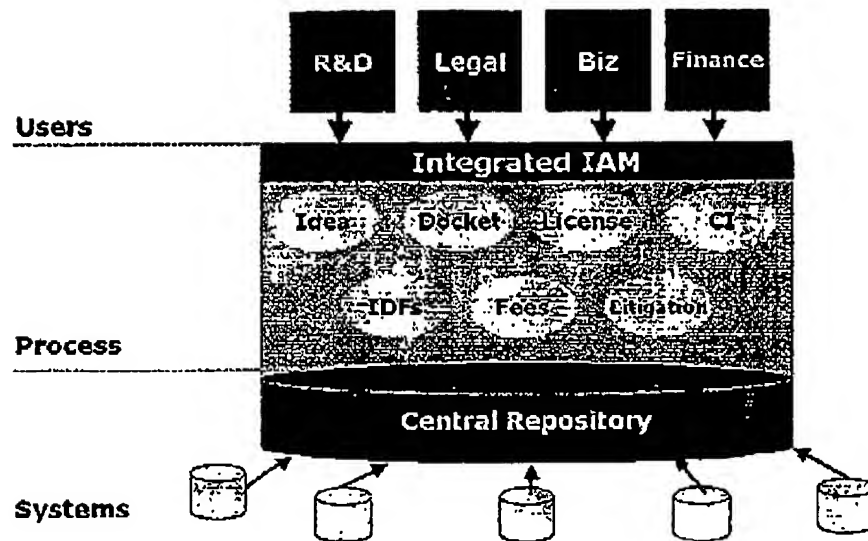 R&D Legal Biz Finance
Users
Integrated IAM
Idea Docket License CI
IDFs Fees Litigation
Process
Central Repository
Systems